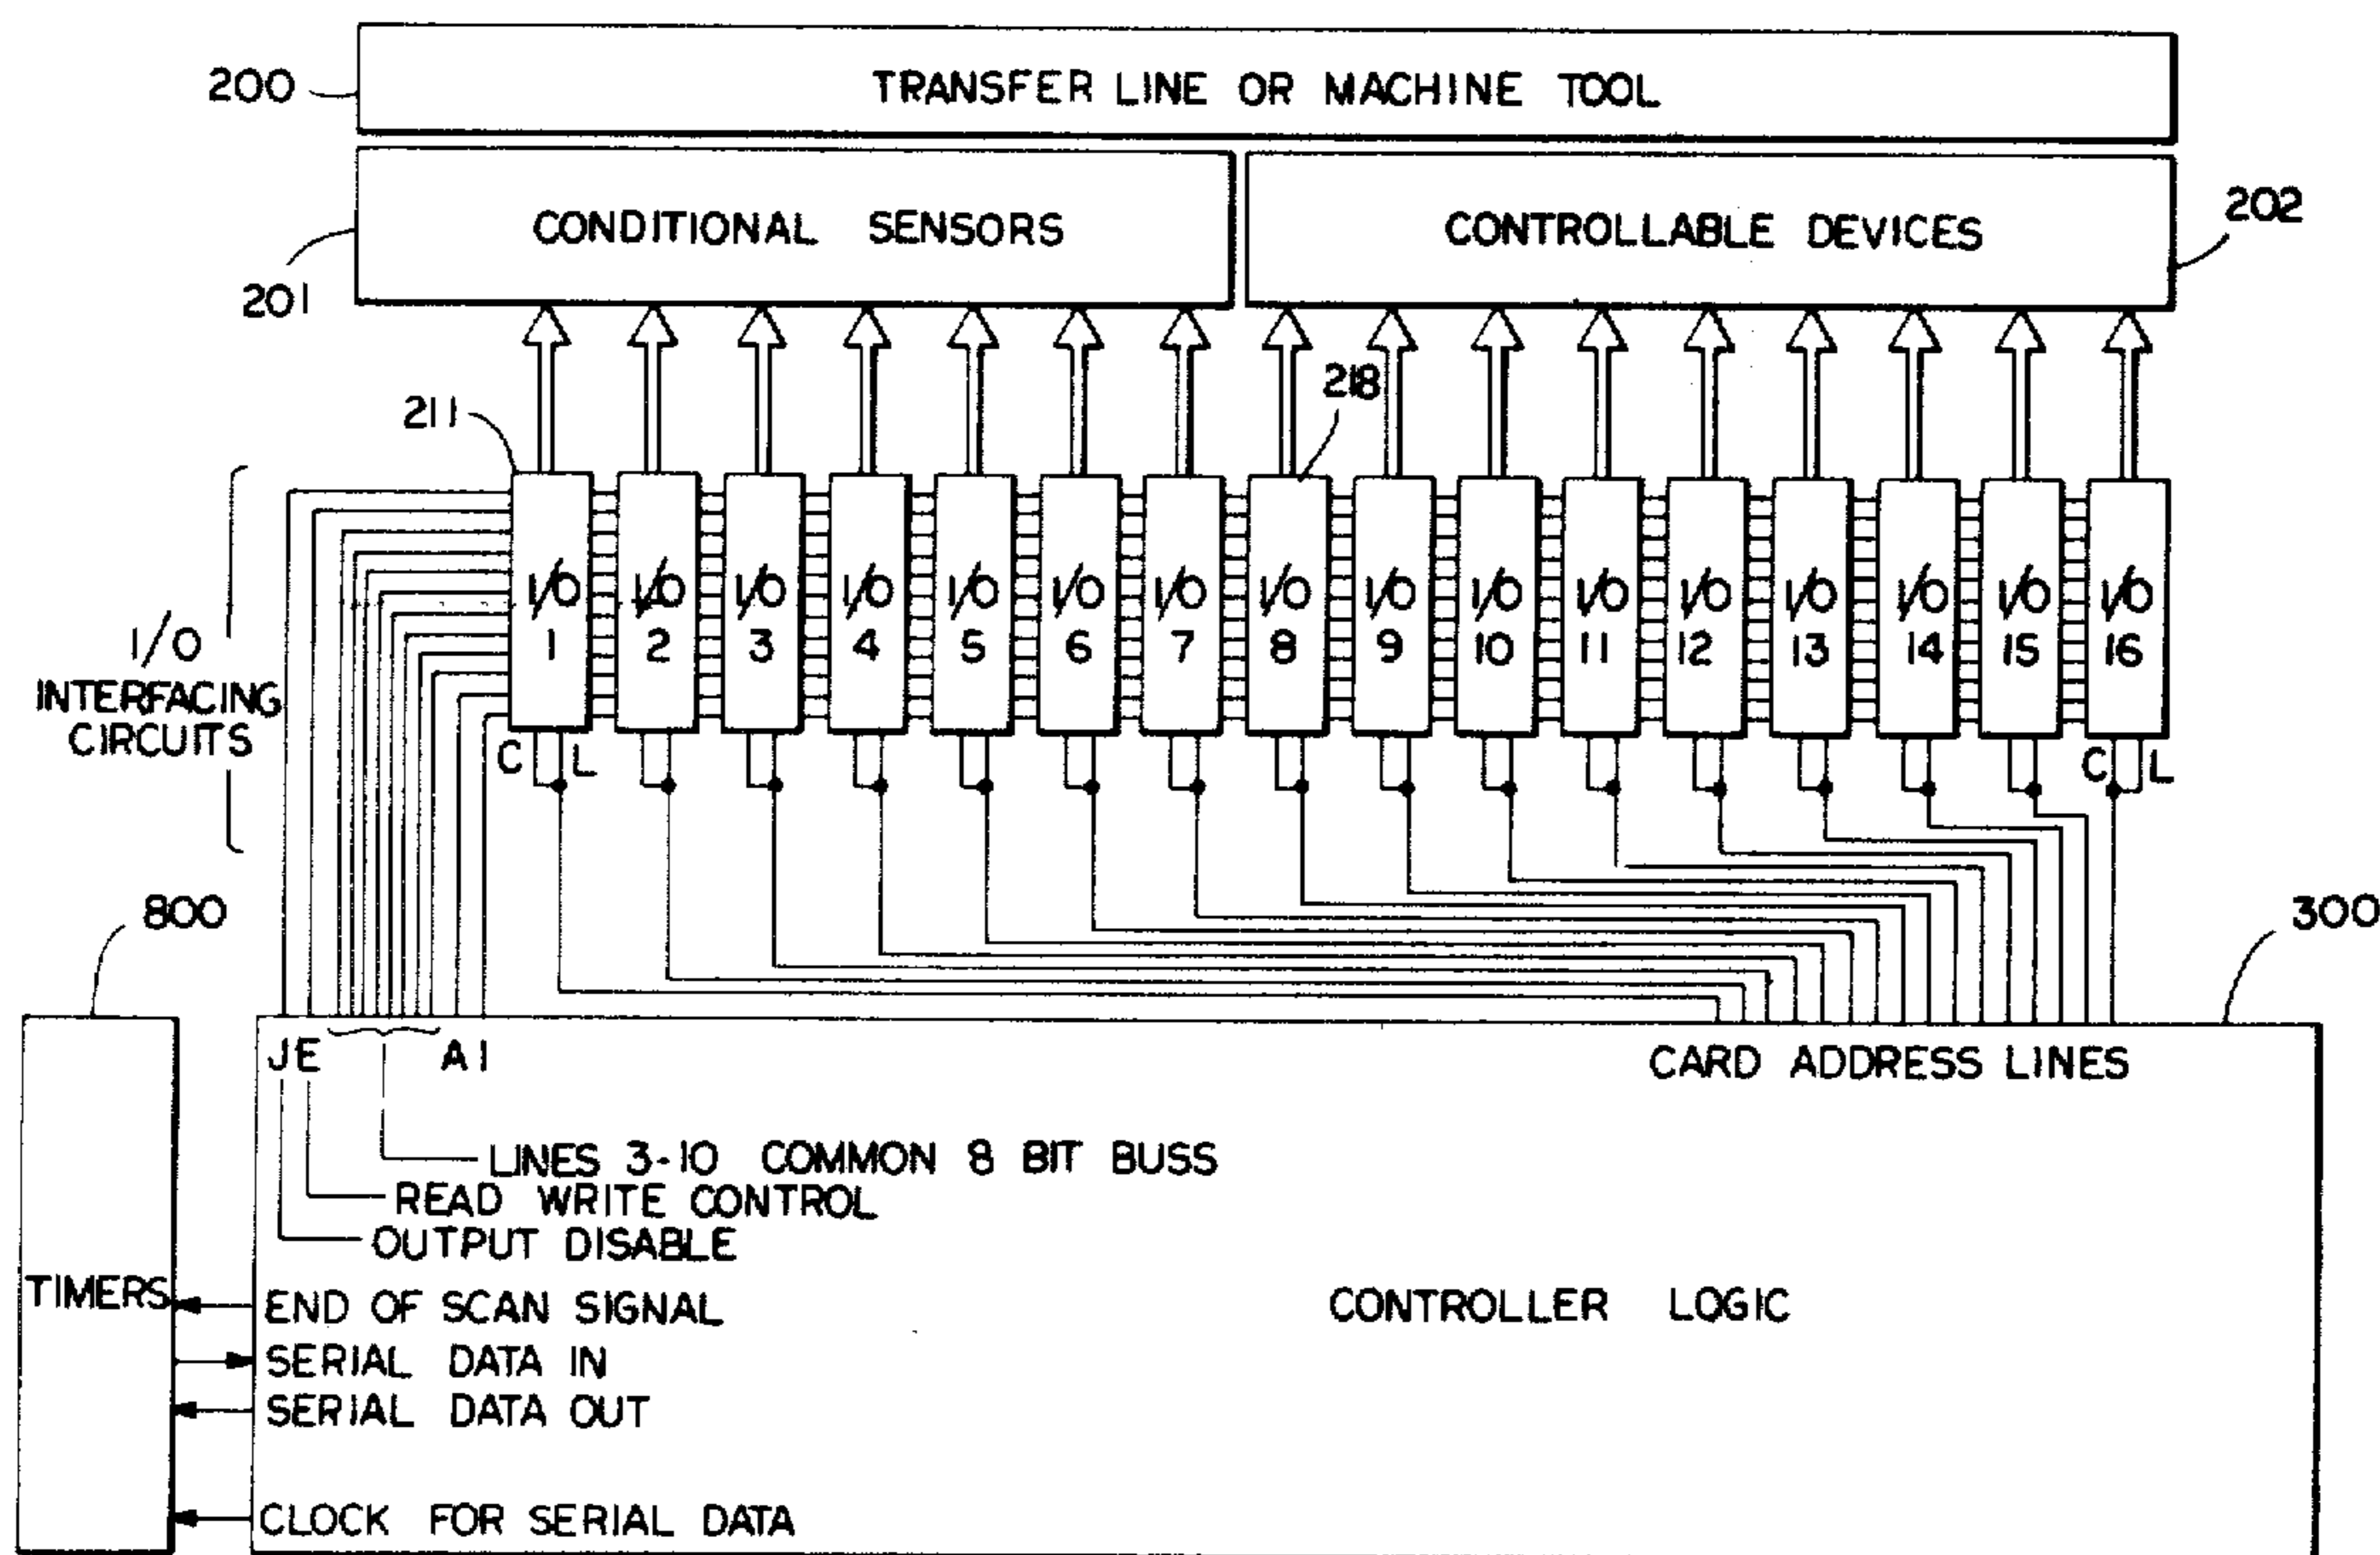 200
TRANSFER LINE OR MACHINE TOOL
CONDITIONAL SENSORS
CONTROLLABLE DEVICES
202
201
218
211
I/O
INTERFACING
CIRCUITS
I/O 1
I/O 2
I/O 3
I/O 4
I/O 5
I/O 6
I/O 7
I/O 8
I/O 9
I/O 10
I/O 11
I/O 12
I/O 13
I/O 14
I/O 15
I/O 16
C L
C L
800
300
J E A 1
CARD ADDRESS LINES
LINES 3-10 COMMON 8 BIT BUSS
READ WRITE CONTROL
OUTPUT DISABLE
TIMERS
END OF SCAN SIGNAL
CONTROLLER LOGIC
SERIAL DATA IN
SERIAL DATA OUT
CLOCK FOR SERIAL DATA